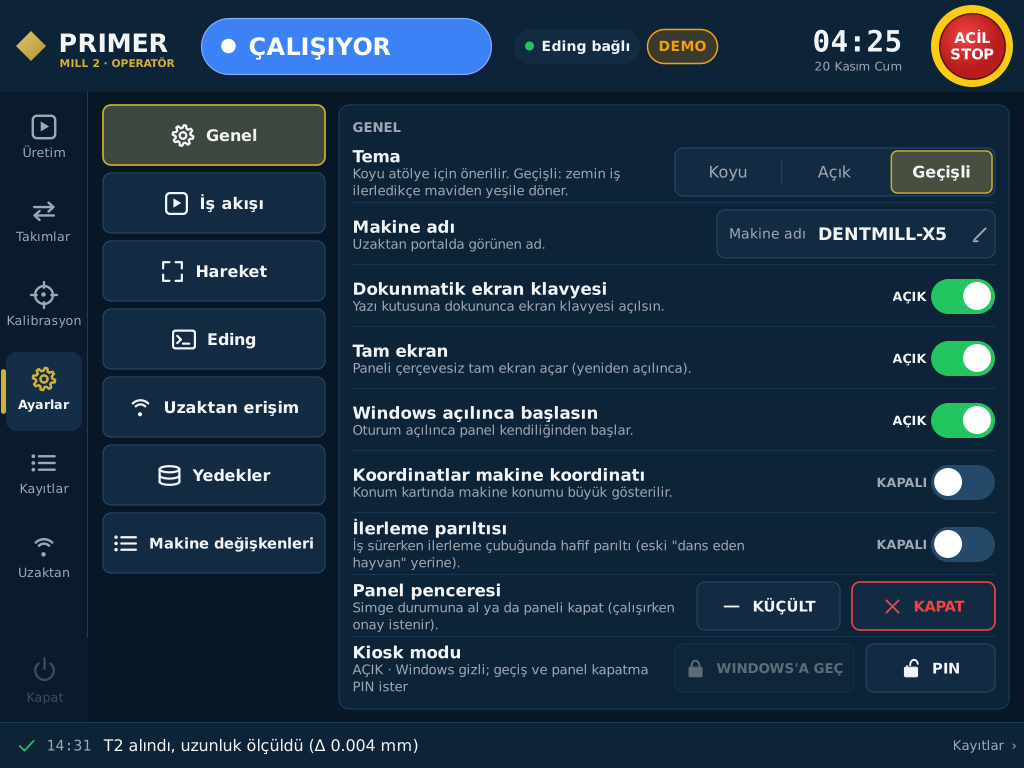 PRIMER
MILL 2 · OPERATÖR
ÇALIŞIYOR
Eding bağlı
DEMO
04:25
20 Kasım Cum
ACİL
STOP
Üretim
Takımlar
Kalibrasyon
Ayarlar
Kayıtlar
Uzaktan
Kapat
Genel
İş akışı
Hareket
Eding
Uzaktan erişim
Yedekler
Makine değişkenleri
GENEL
Tema
Koyu atölye için önerilir. Geçişli: zemin iş
ilerledikçe maviden yeşile döner.
Koyu
Açık
Geçişli
Makine adı
Uzaktan portalda görünen ad.
Makine adı DENTMILL-X5
Dokunmatik ekran klavyesi
Yazı kutusuna dokununca ekran klavyesi açılsın.
AÇIK
Tam ekran
Paneli çerçevesiz tam ekran açar (yeniden açılınca).
AÇIK
Windows açılınca başlasın
Oturum açılınca panel kendiliğinden başlar.
AÇIK
Koordinatlar makine koordinatı
Konum kartında makine konumu büyük gösterilir.
KAPALI
İlerleme parıltısı
İş sürerken ilerleme çubuğunda hafif parıltı (eski "dans eden
hayvan" yerine).
KAPALI
Panel penceresi
Simge durumuna al ya da paneli kapat (çalışırken
onay istenir).
KÜÇÜLT
KAPAT
Kiosk modu
AÇIK · Windows gizli; geçiş ve panel kapatma
PIN ister
WINDOWS'A GEÇ
PIN
14:31 T2 alındı, uzunluk ölçüldü (Δ 0.004 mm)
Kayıtlar ›